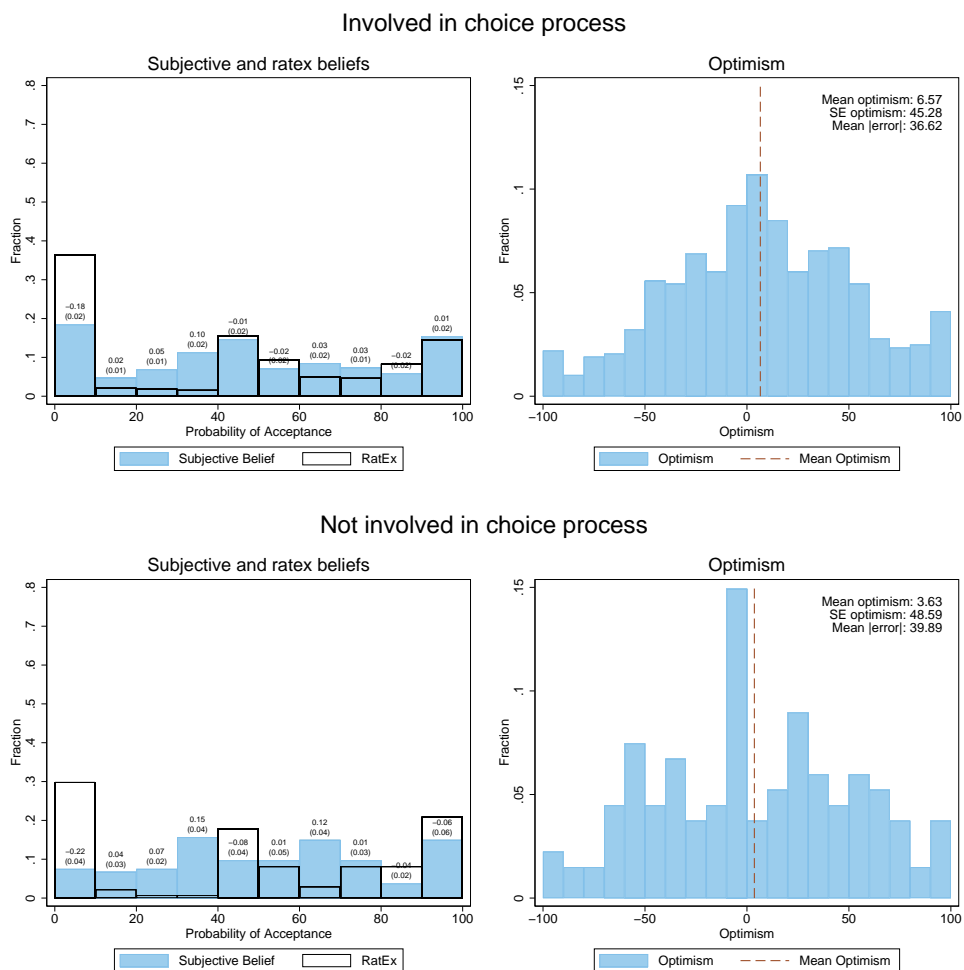 Involved in choice process
Subjective and ratex beliefs
Fraction
0 .1 .2 .3 .4 .5 .6 .7 .8
−0.18 (0.02)
0.02 (0.01)
0.05 (0.01)
0.10 (0.02)
−0.01 (0.02)
−0.02 (0.02)
0.03 (0.02)
0.03 (0.01)
−0.02 (0.02)
0.01 (0.02)
0 20 40 60 80 100
Probability of Acceptance
Subjective Belief RatEx
Optimism
Mean optimism: 6.57
SE optimism: 45.28
Mean |error|: 36.62
Fraction
0 .05 .1 .15
−100 −50 0 50 100
Optimism
Optimism Mean Optimism
Not involved in choice process
Subjective and ratex beliefs
Fraction
0 .1 .2 .3 .4 .5 .6 .7 .8
−0.22 (0.04)
0.04 (0.03)
0.07 (0.02)
0.15 (0.04)
−0.08 (0.04)
0.01 (0.05)
0.12 (0.04)
0.01 (0.03)
−0.04 (0.02)
−0.06 (0.06)
0 20 40 60 80 100
Probability of Acceptance
Subjective Belief RatEx
Optimism
Mean optimism: 3.63
SE optimism: 48.59
Mean |error|: 39.89
Fraction
0 .05 .1 .15
−100 −50 0 50 100
Optimism
Optimism Mean Optimism